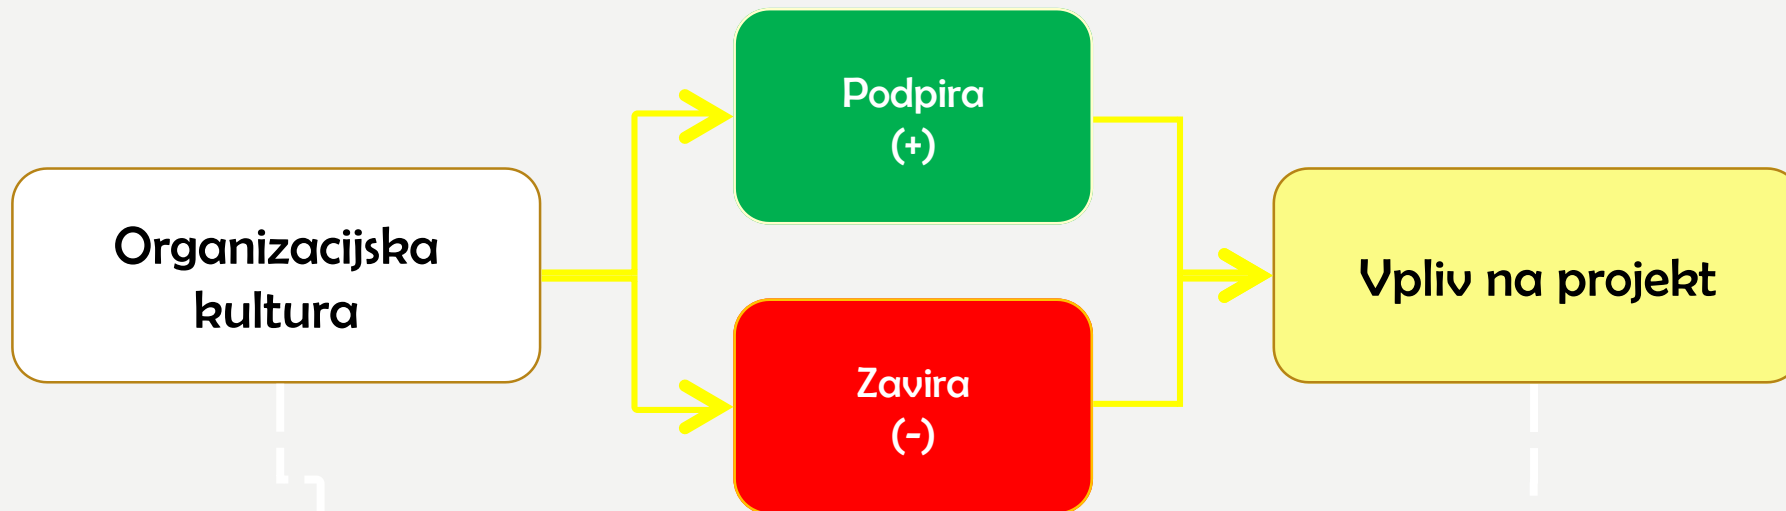 Organizacijska
kultura
Podpira
(+)
Zavira
(-)
Vpliv na projekt